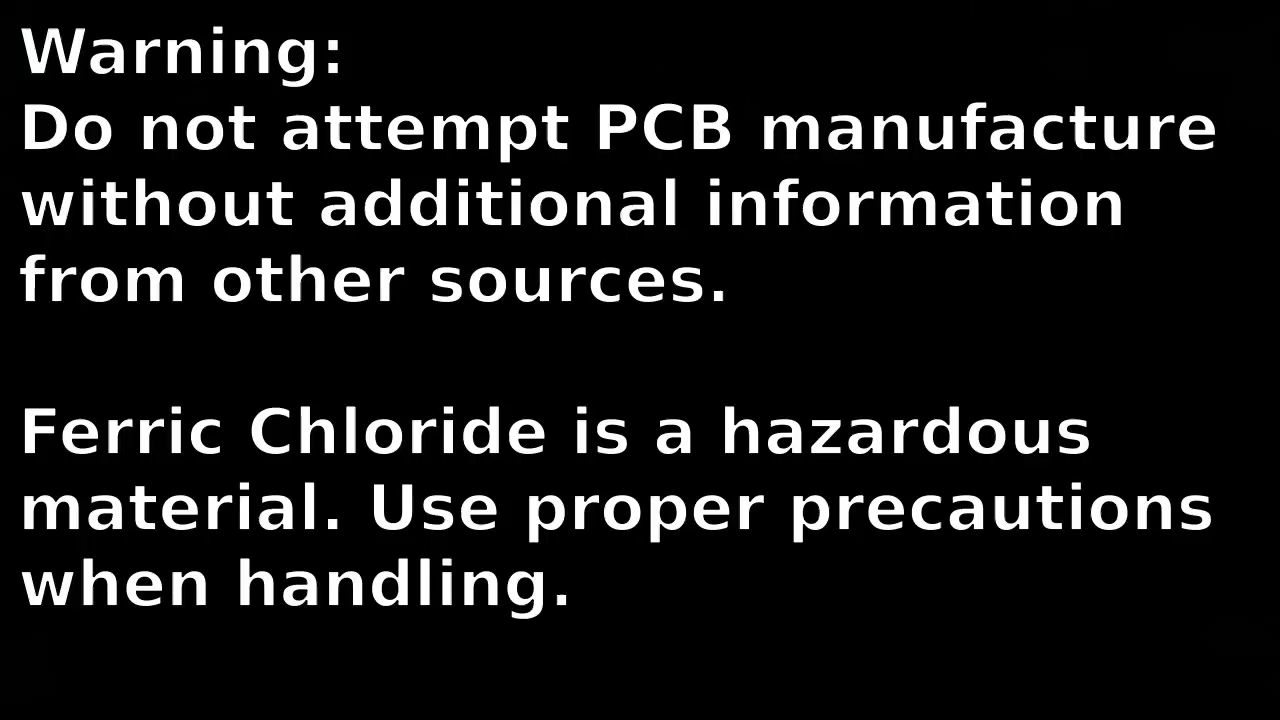 Warning:
Do not attempt PCB manufacture
without additional information
from other sources.
Ferric Chloride is a hazardous
material. Use proper precautions
when handling.